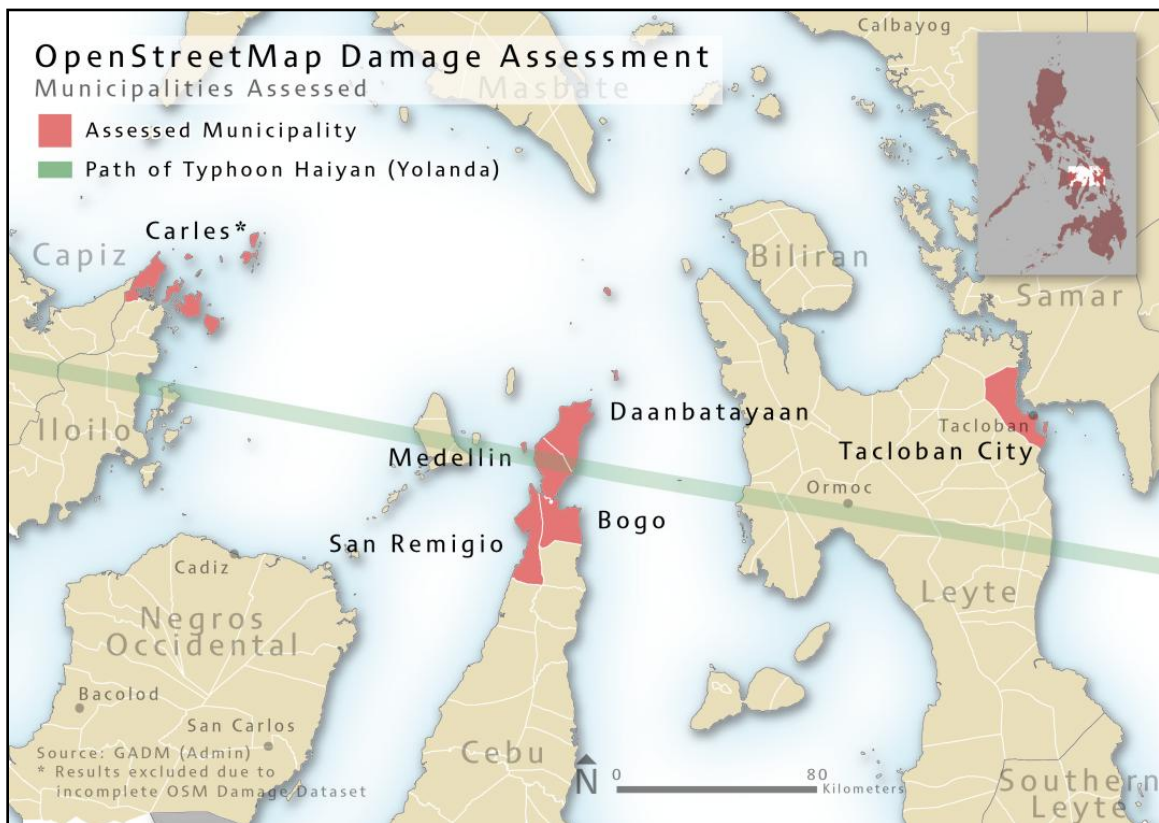 OpenStreetMap Damage Assessment
Municipalities Assessed
Assessed Municipality
Path of Typhoon Haiyan (Yolanda)
Calbayog
Masbate
Carles*
Capiz
Biliran
Samar
Iloilo
Daanbatayaan
Medellin
Tacloban
Tacloban City
Ormoc
Bogo
San Remigio
Cadiz
Leyte
Negros
Occidental
Bacolod
San Carlos
Cebu
Source: GADM (Admin)
* Results excluded due to
incomplete OSM Damage Dataset
N
0 80
Kilometers
Southern
Leyte